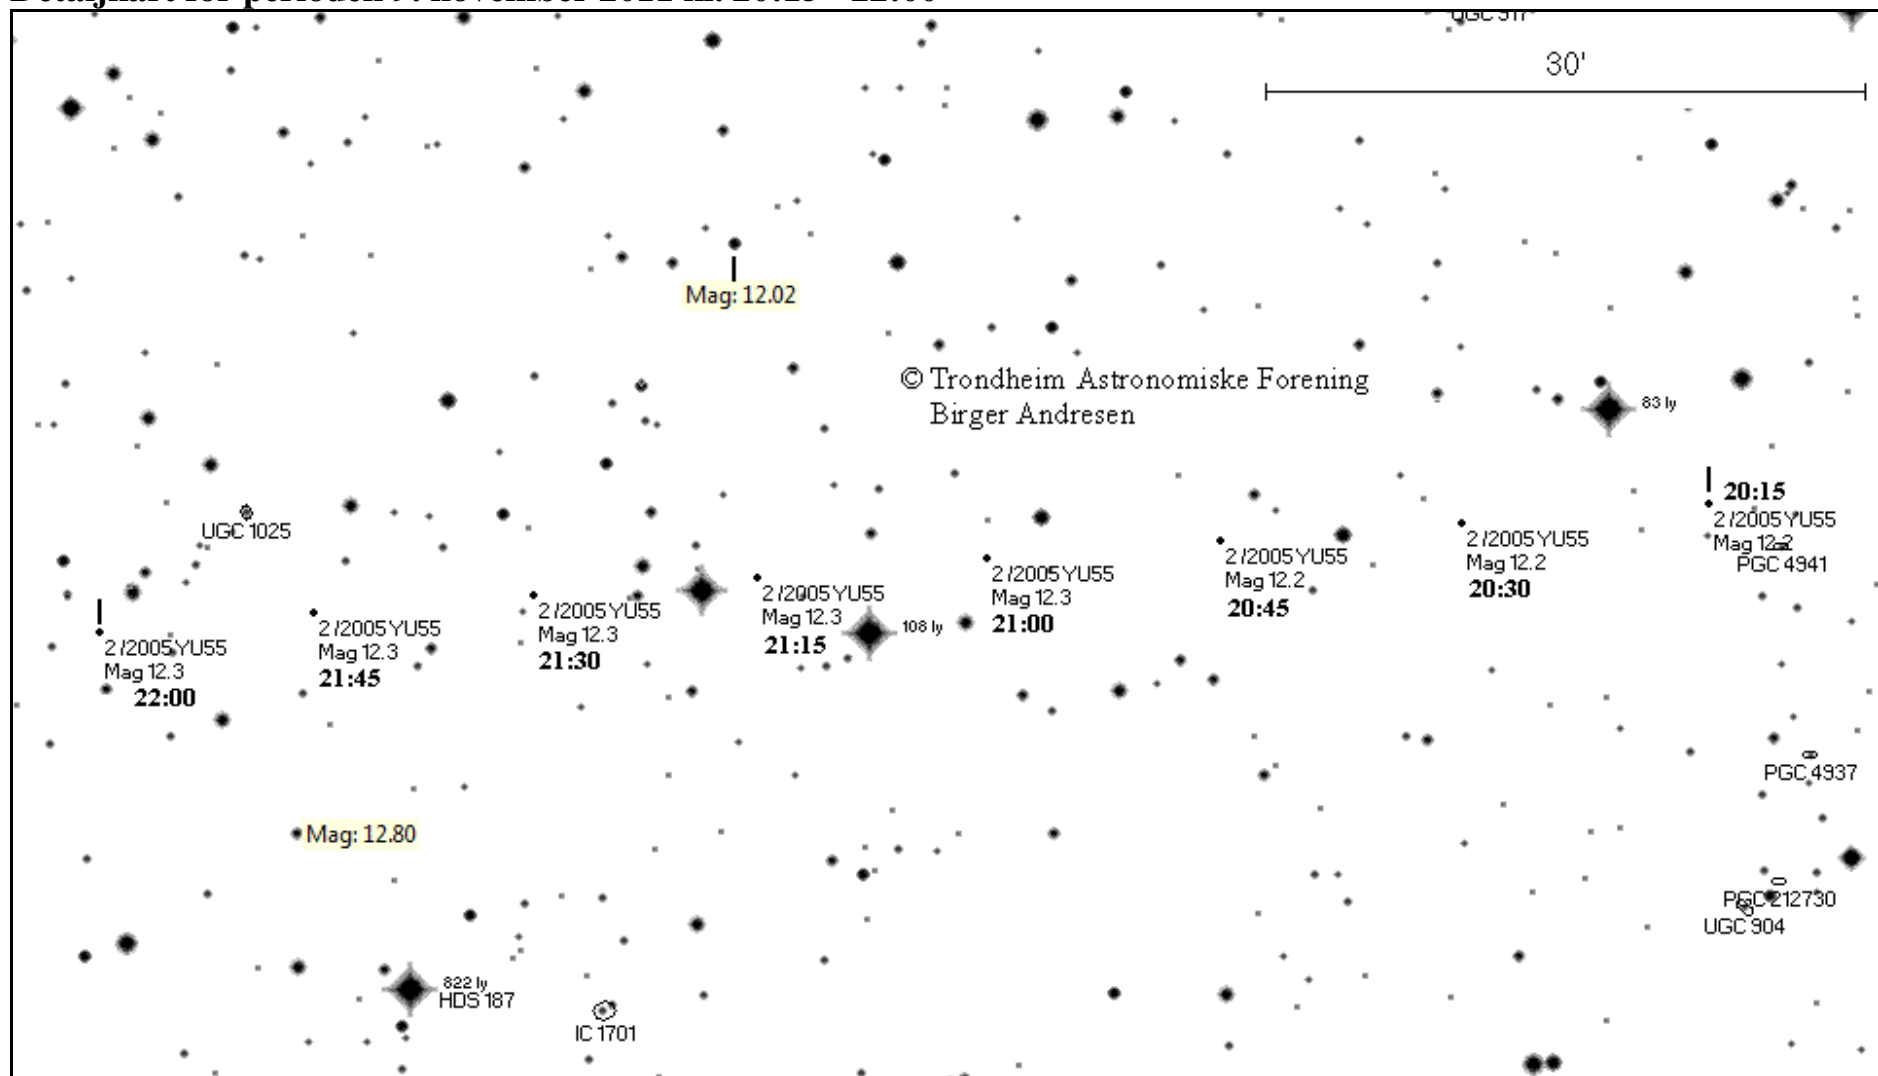 UGC 917
30'
Mag: 12.02
© Trondheim Astronomiske Forening
Birger Andresen
83 ly
20:15
2 /2005 YU55
Mag 12.2
PGC 4941
2 /2005 YU55
Mag 12.2
20:30
2 /2005 YU55
Mag 12.2
20:45
2 /2005 YU55
Mag 12.3
21:00
108 ly
2 /2005 YU55
Mag 12.3
21:15
2 /2005 YU55
Mag 12.3
21:30
2 /2005 YU55
Mag 12.3
21:45
UGC 1025
2 /2005 YU55
Mag 12.3
22:00
PGC 4937
Mag: 12.80
PGC 212730
UGC 904
822 ly
HDS 187
IC 1701